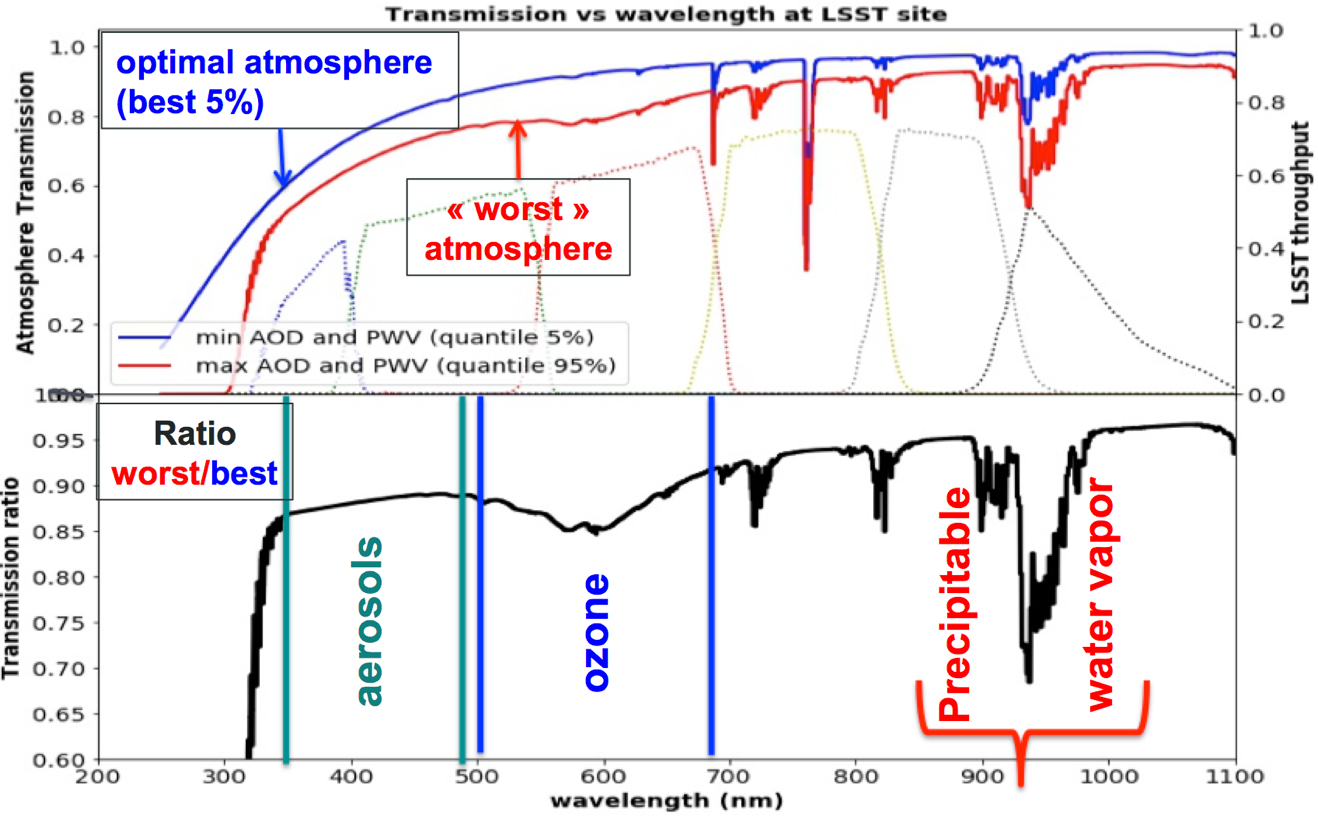 Transmission vs wavelength at LSST site
optimal atmosphere
(best 5%)
« worst »
atmosphere
min AOD and PWV (quantile 5%)
max AOD and PWV (quantile 95%)
Atmosphere Transmission
1.0
0.8
0.6
0.4
0.2
LSST throughput
1.0
0.8
0.6
0.4
0.2
0.0
Ratio
worst/best
Transmission ratio
0.95
0.90
0.85
0.80
0.75
0.70
0.65
0.60
aerosols
ozone
Precipitable
water vapor
200 300 400 500 600 700 800 900 1000 1100
wavelength (nm)